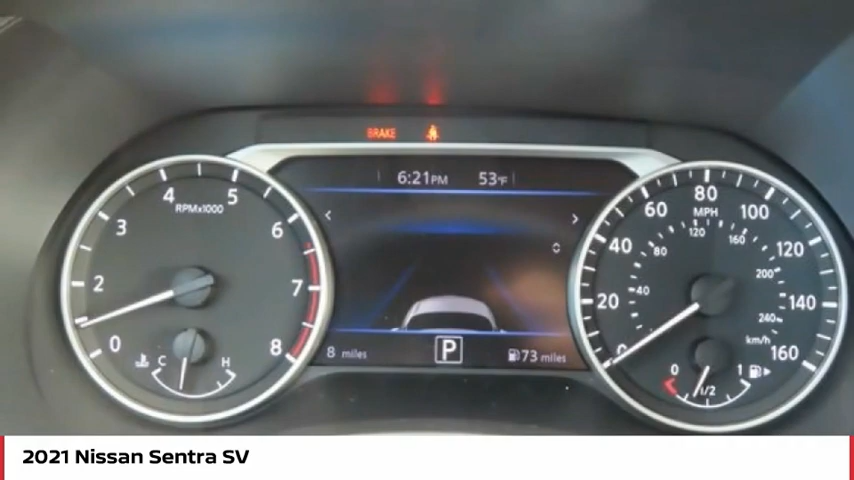 BRAKE
6:21PM 53°F
RPMx1000
0 2 3 4 5 6 7 8
C H
8 miles P 73 miles
MPH
0 20 40 60 80 100 120 140 160
40 80 120 160 200 240
km/h
0 1/2 1
2021 Nissan Sentra SV